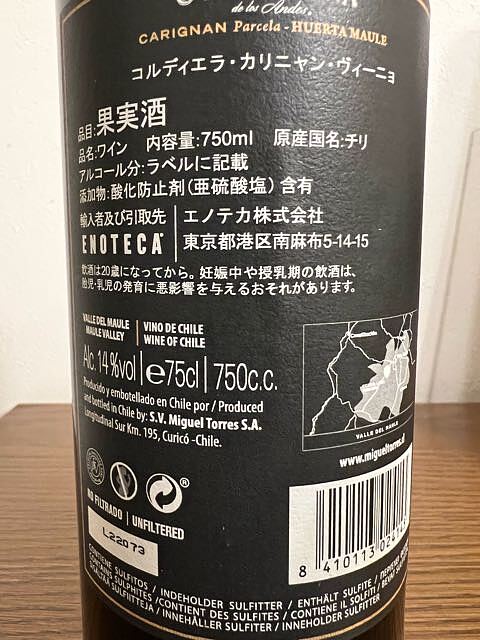 de los Andes
CARIGNAN Parcela - HUERTA MAULE
コルディエラ・カリニャン・ヴィーニョ
品目:果実酒
品名:ワイン 内容量:750ml 原産国名:チリ
アルコール分:ラベルに記載
添加物:酸化防止剤(亜硫酸塩)含有
輸入者及び引取先 エノテカ株式会社
ENOTECA 東京都港区南麻布5-14-15
飲酒は20歳になってから。妊娠中や授乳期の飲酒は、
胎児・乳児の発育に悪影響を与えるおそれがあります。
VALLE DEL MAULE | VINO DE CHILE
MAULE VALLEY | WINE OF CHILE
Alc. 14%vol | e75cl | 750c.c.
Producido y embotellado en Chile por / Produced
and bottled in Chile by: S.V. Miguel Torres S.A.
Longitudinal Sur Km. 195, Curicó -Chile.
VALLE DEL MAULE
www.migueltorres.cl
NO FILTRADO | UNFILTERED
L22073
8 410113 02
CONTIENE SULFITOS / INDEHOLDER SULFITTER / ENTHÄLT SULFITE /
CONTAINS SULPHITES / CONTIENT DES SULFITES / CONTIENE IL SOLFITI /
INNEHÅLLER SULFITER / INNEHOLDER SULFITTER